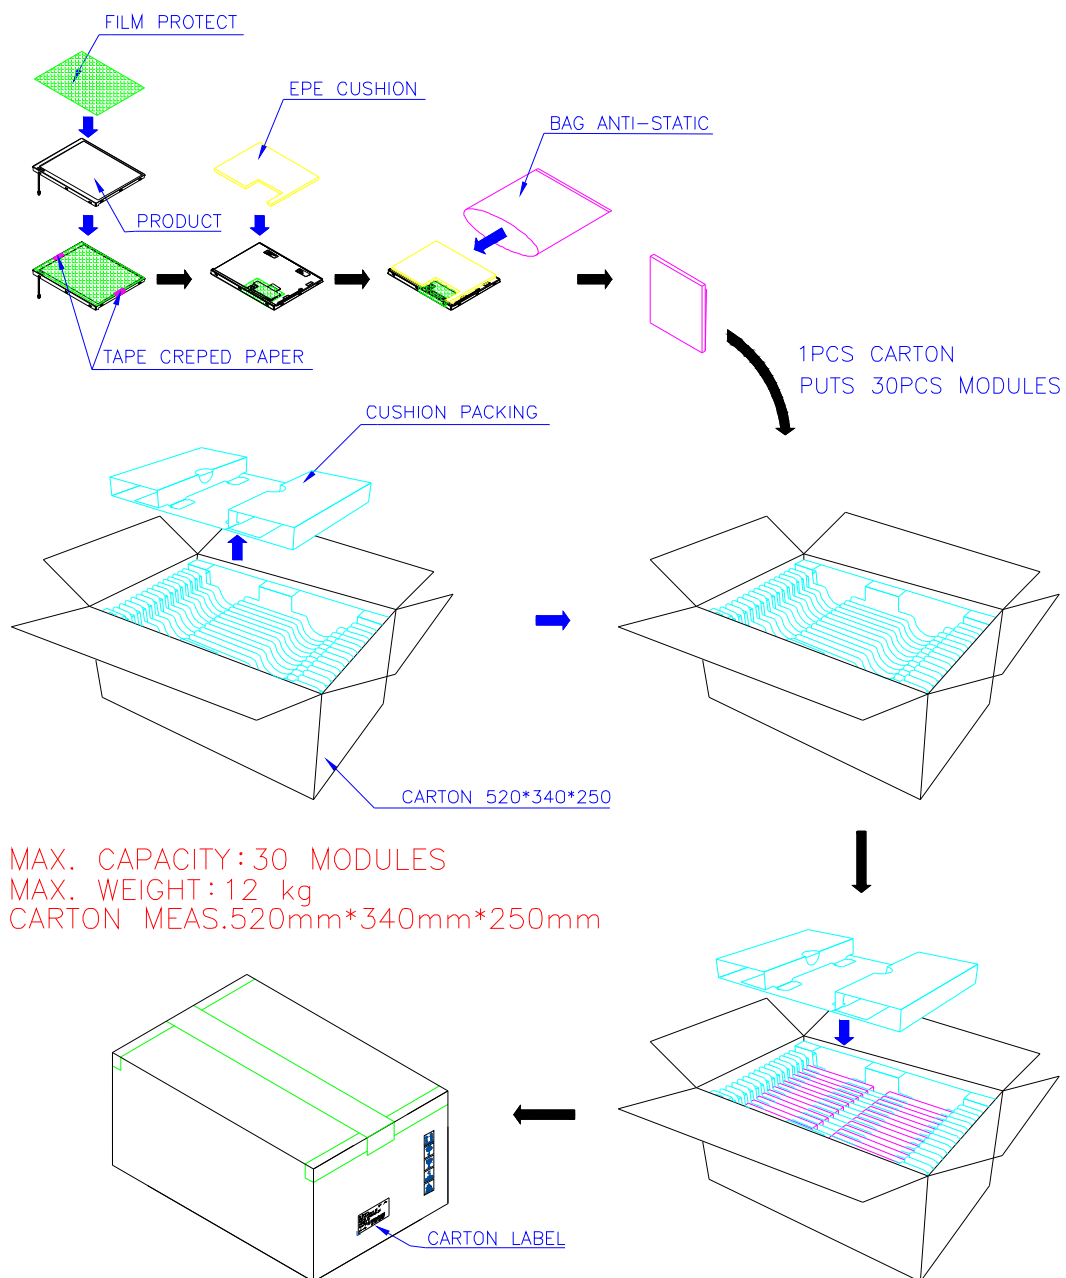 FILM PROTECT
EPE CUSHION
BAG ANTI-STATIC
PRODUCT
TAPE CREPED PAPER
1PCS CARTON
PUTS 30PCS MODULES
CUSHION PACKING
CARTON 520*340*250
MAX. CAPACITY:30 MODULES
MAX. WEIGHT:12 kg
CARTON MEAS.520mm*340mm*250mm
CARTON LABEL